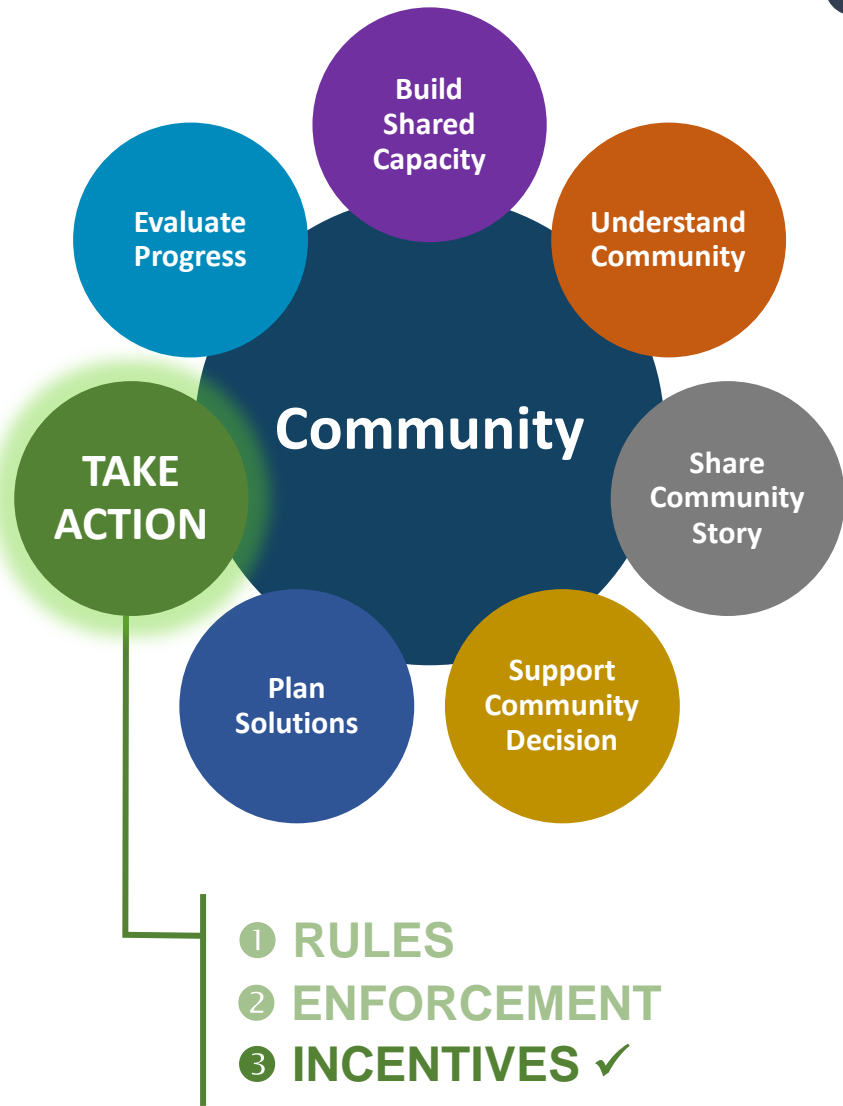 Build
Shared
Capacity
Understand
Community
Share
Community
Story
Support
Community
Decision
Plan
Solutions
TAKE
ACTION
Evaluate
Progress
Community
❶ RULES
❷ ENFORCEMENT
❸ INCENTIVES ✓